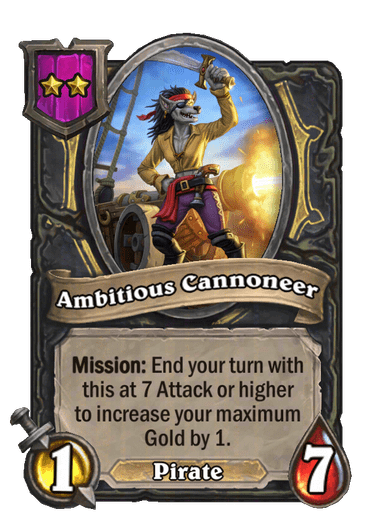 Ambitious Cannoneer
Mission: End your turn with
this at 7 Attack or higher
to increase your maximum
Gold by 1.
1
Pirate
7